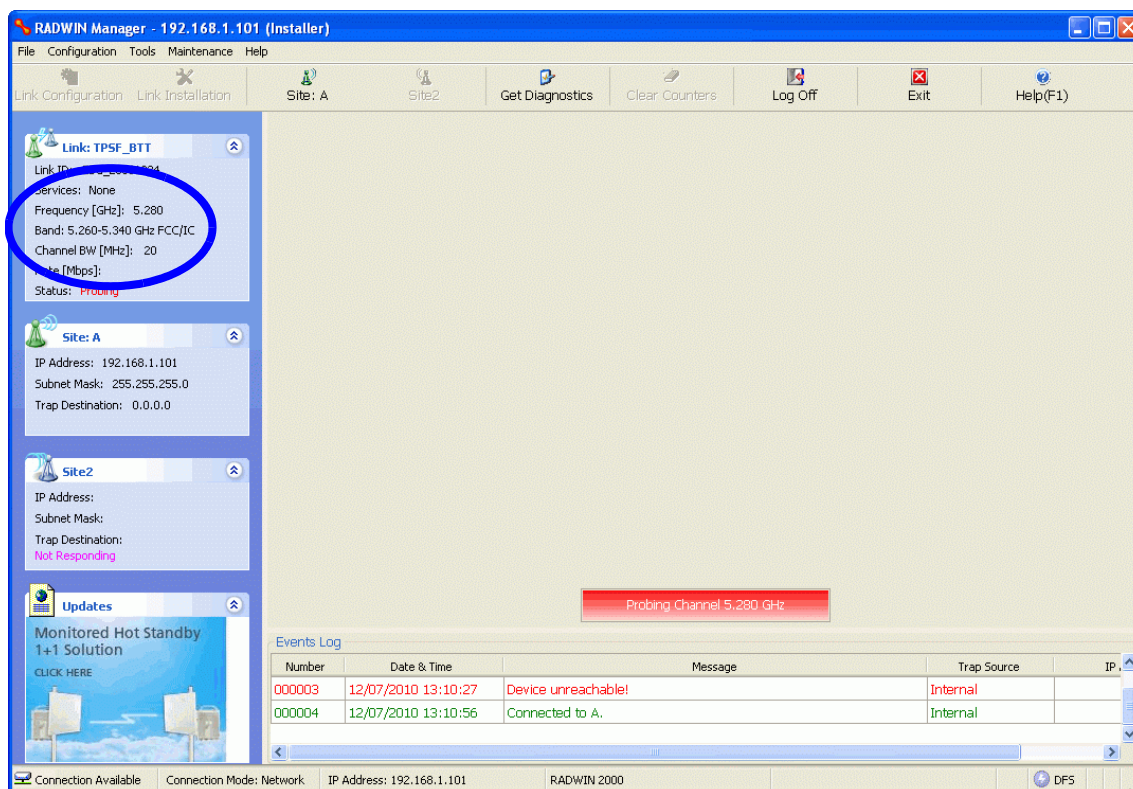 RADWIN Manager - 192.168.1.101 (Installer)
File Configuration Tools Maintenance Help
Link Configuration Link Installation Site: A Site2 Get Diagnostics Clear Counters Log Off Exit Help(F1)
Link: TPSF_BTT
Link
Services: None
Frequency [GHz]: 5.280
Band: 5.260-5.340 GHz FCC/IC
Channel BW [MHz]: 20
[Mbps]:
Status: Probing
Site: A
IP Address: 192.168.1.101
Subnet Mask: 255.255.255.0
Trap Destination: 0.0.0.0
Site2
IP Address:
Subnet Mask:
Trap Destination:
Not Responding
Updates
Monitored Hot Standby
1+1 Solution
CLICK HERE
Probing Channel 5.280 GHz
Events Log
Number Date & Time Message Trap Source IP
000003 12/07/2010 13:10:27 Device unreachable! Internal
000004 12/07/2010 13:10:56 Connected to A. Internal
Connection Available Connection Mode: Network IP Address: 192.168.1.101 RADWIN 2000 DFS